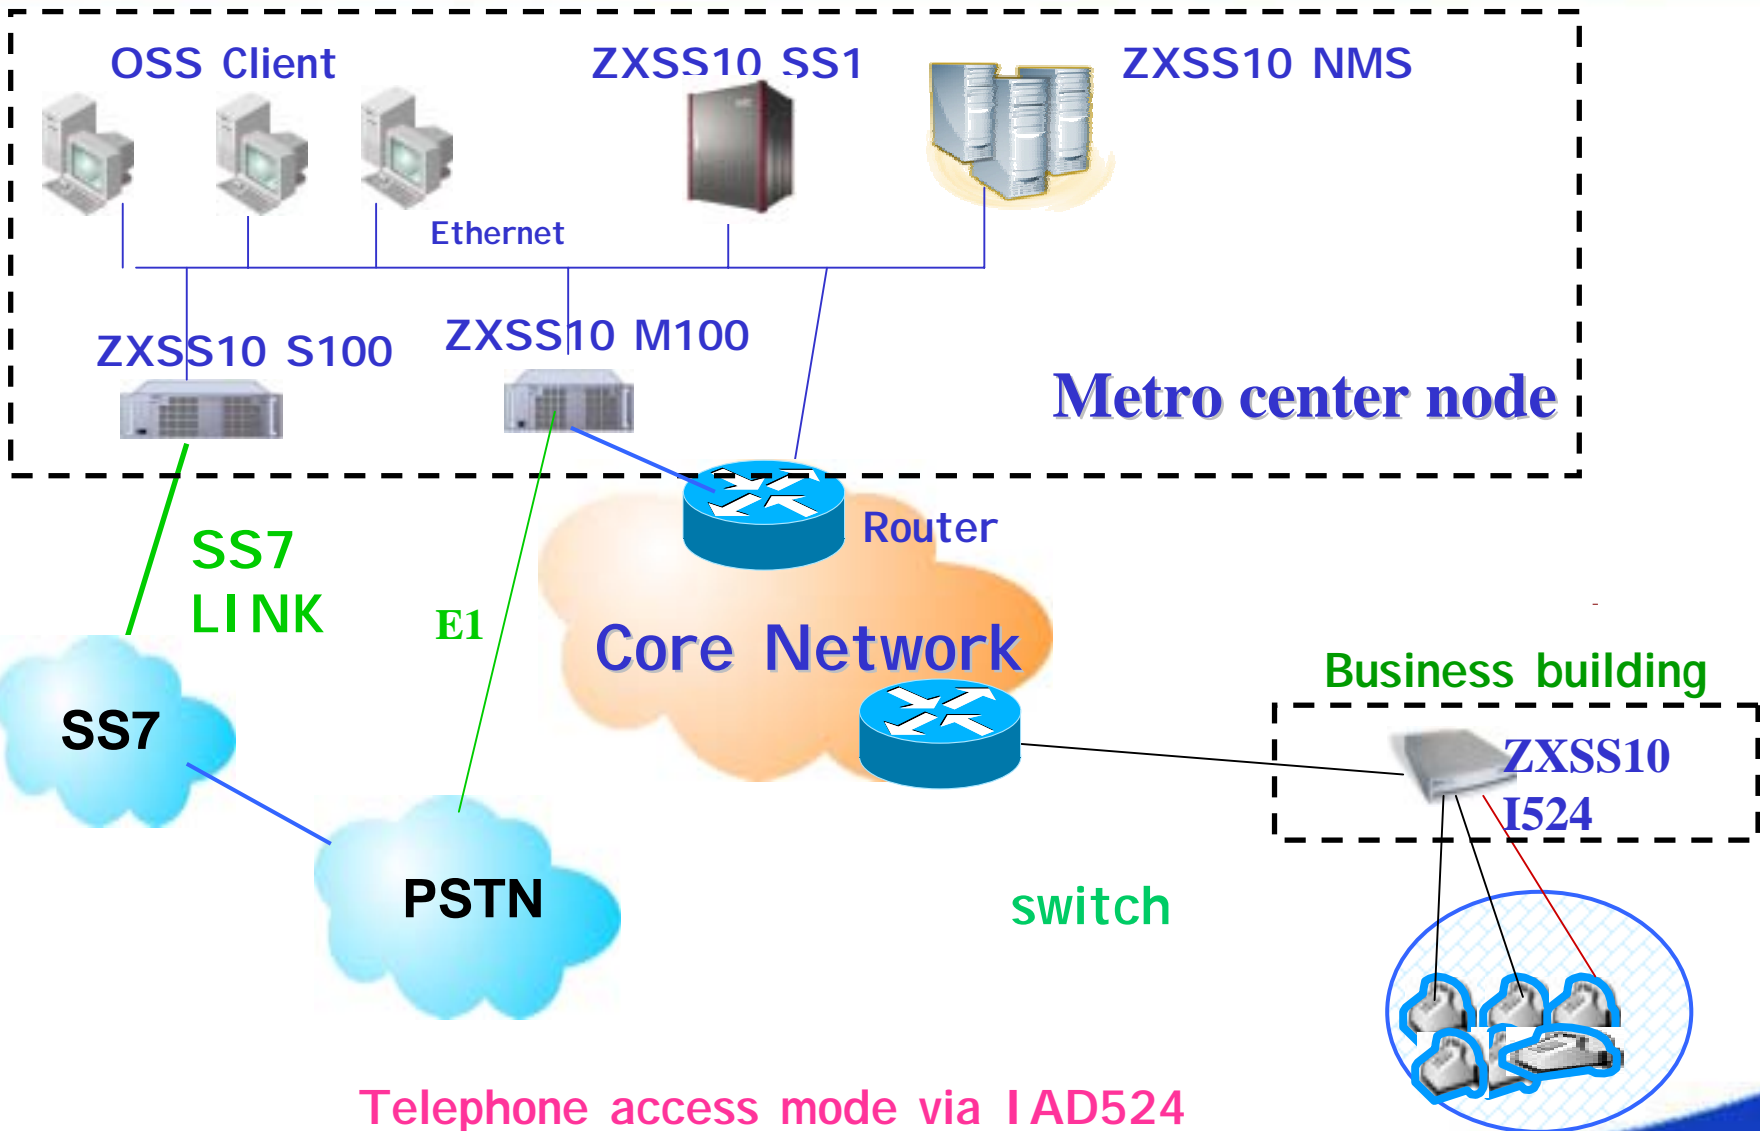 OSS Client
ZXSS10 SS1
ZXSS10 NMS
Ethernet
ZXSS10 S100
ZXSS10 M100
Metro center node
Router
SS7
LINK
E1
Core Network
Business building
SS7
ZXSS10
I524
PSTN
switch
Telephone access mode via IAD524